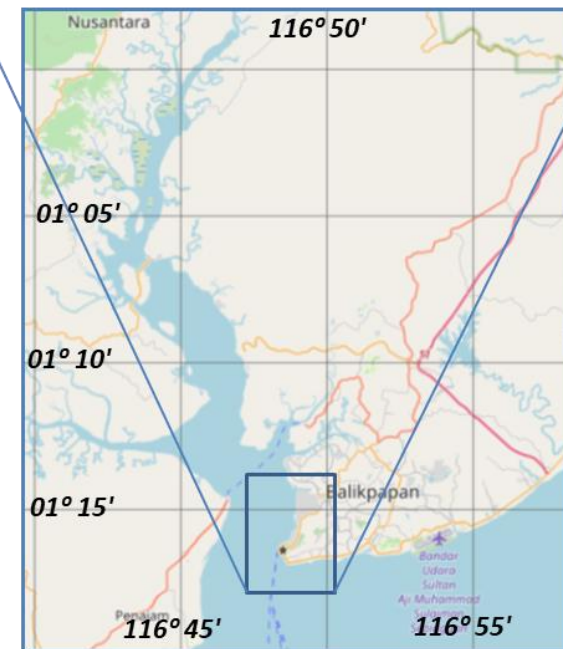 Nusantara
116° 50'
01° 05'
01° 10'
01° 15'
Balikpapan
Bandar
Udara
Sultan
Aji Muhammad
Sulaiman
Penajam
116° 45'
116° 55'